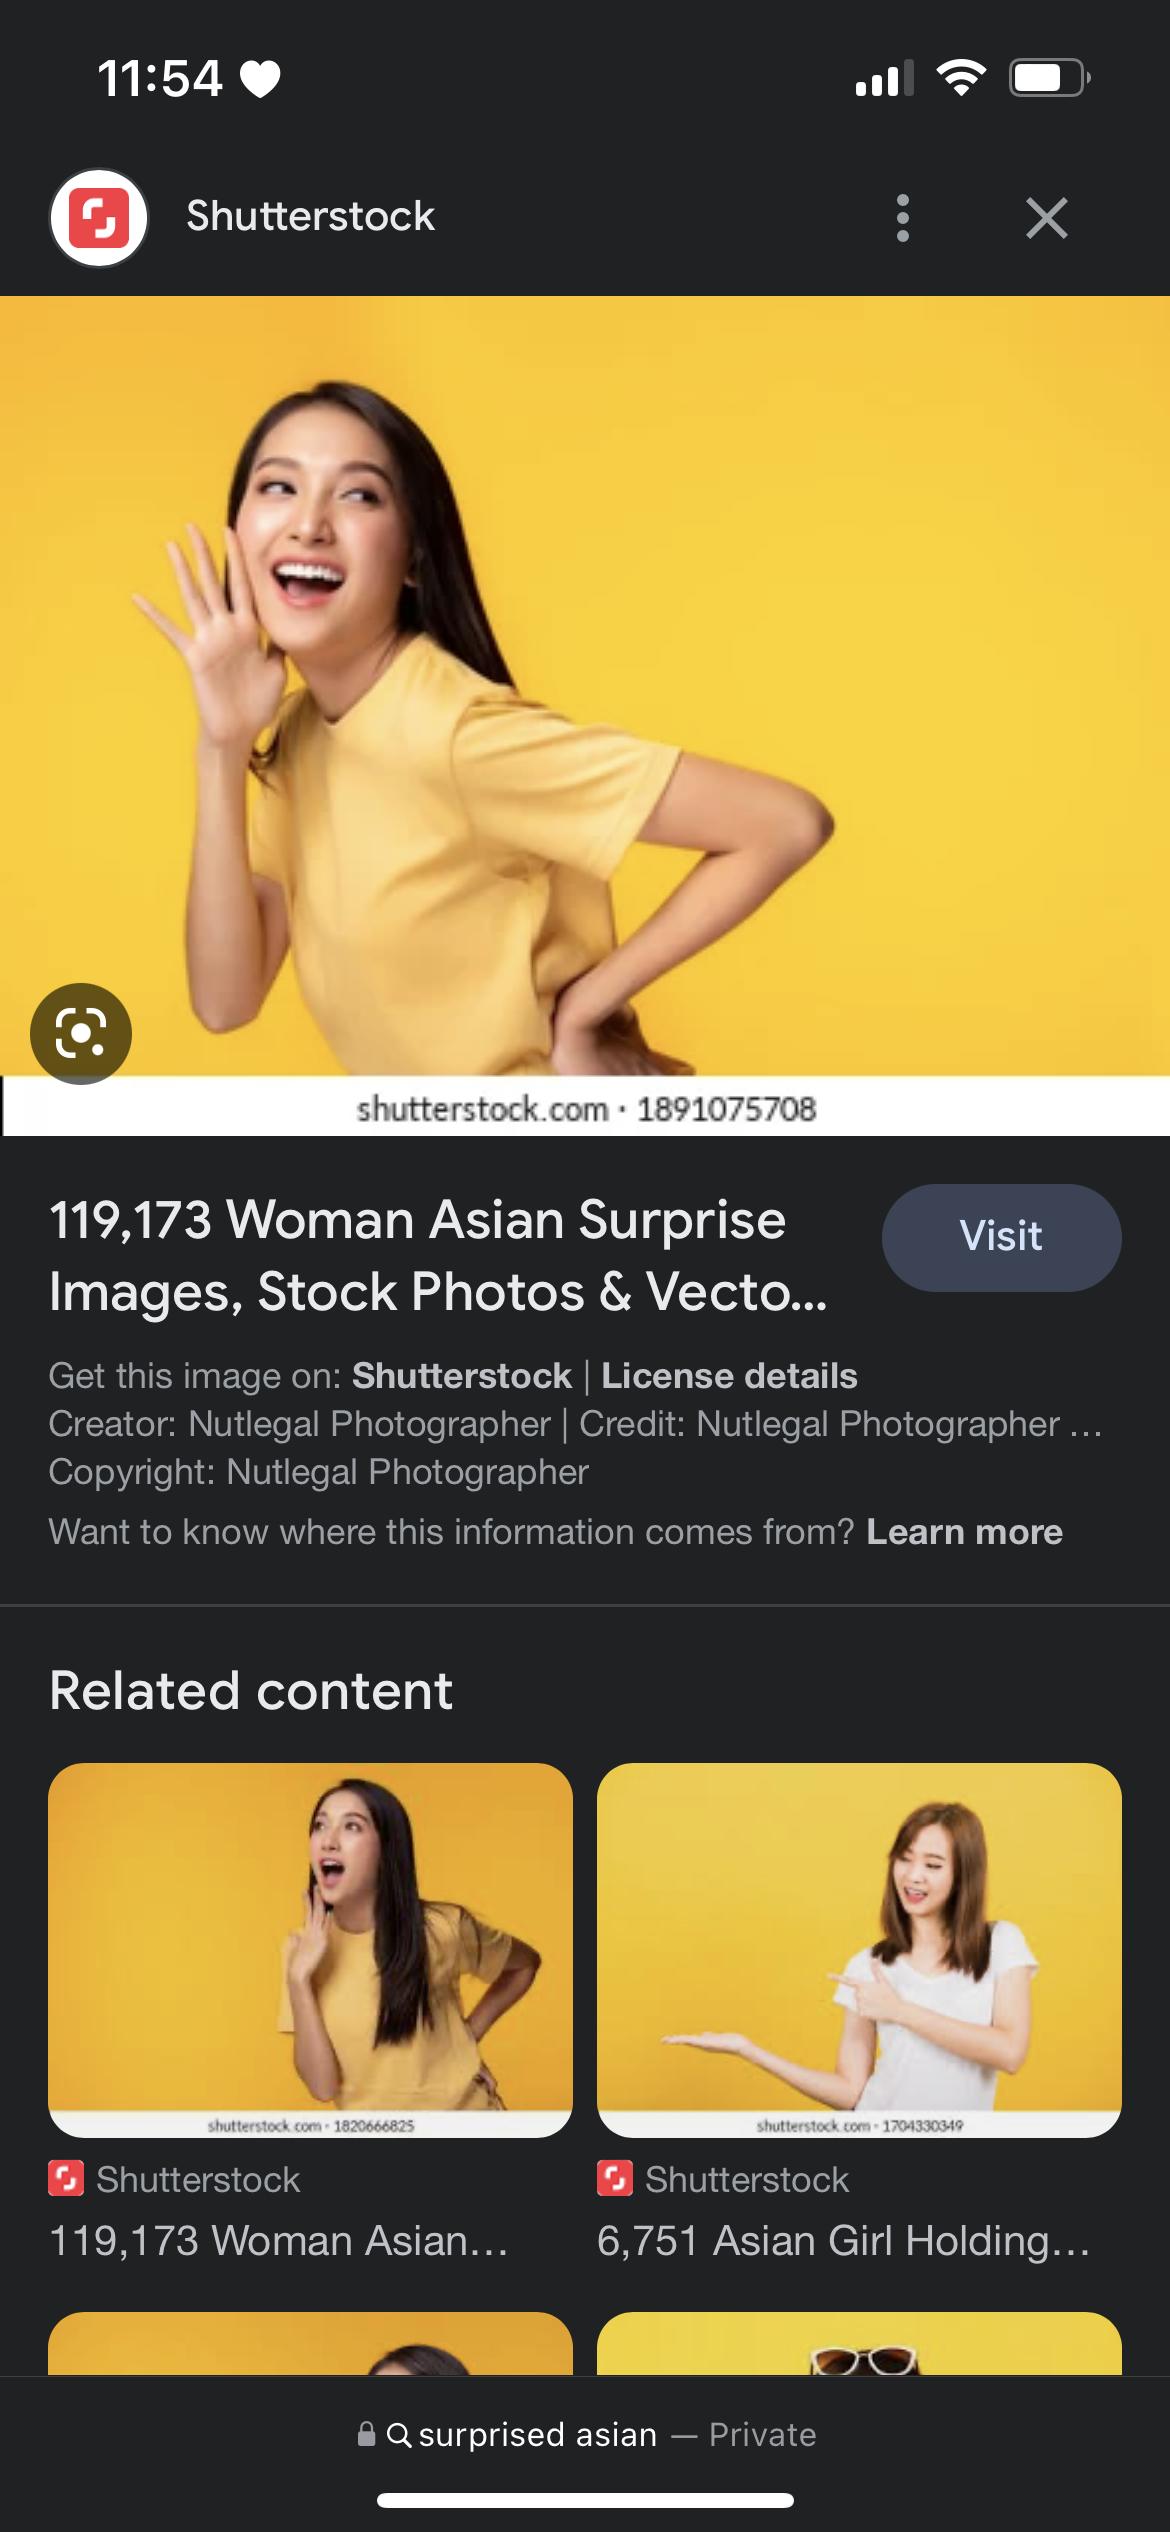 11:54
Shutterstock
shutterstock.com · 1891075708
119,173 Woman Asian Surprise
Images, Stock Photos & Vecto...
Visit
Get this image on: Shutterstock | License details
Creator: Nutlegal Photographer | Credit: Nutlegal Photographer ...
Copyright: Nutlegal Photographer
Want to know where this information comes from? Learn more
Related content
shutterstock.com · 1820666825
shutterstock.com · 1704330349
Shutterstock
Shutterstock
119,173 Woman Asian...
6,751 Asian Girl Holding...
surprised asian — Private